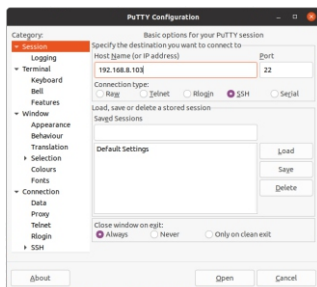 PuTTY Configuration
Category:
Session
Logging
Terminal
Keyboard
Bell
Features
Window
Appearance
Behaviour
Translation
Selection
Colours
Fonts
Connection
Data
Proxy
Telnet
Rlogin
SSH
Basic options for your PuTTY session
Specify the destination you want to connect to
Host Name (or IP address) Port
192.168.8.103 22
Connection type:
Raw Telnet Rlogin SSH Serial
Load, save or delete a stored session
Saved Sessions
Default Settings
Load
Save
Delete
Close window on exit:
Always Never Only on clean exit
About Open Cancel